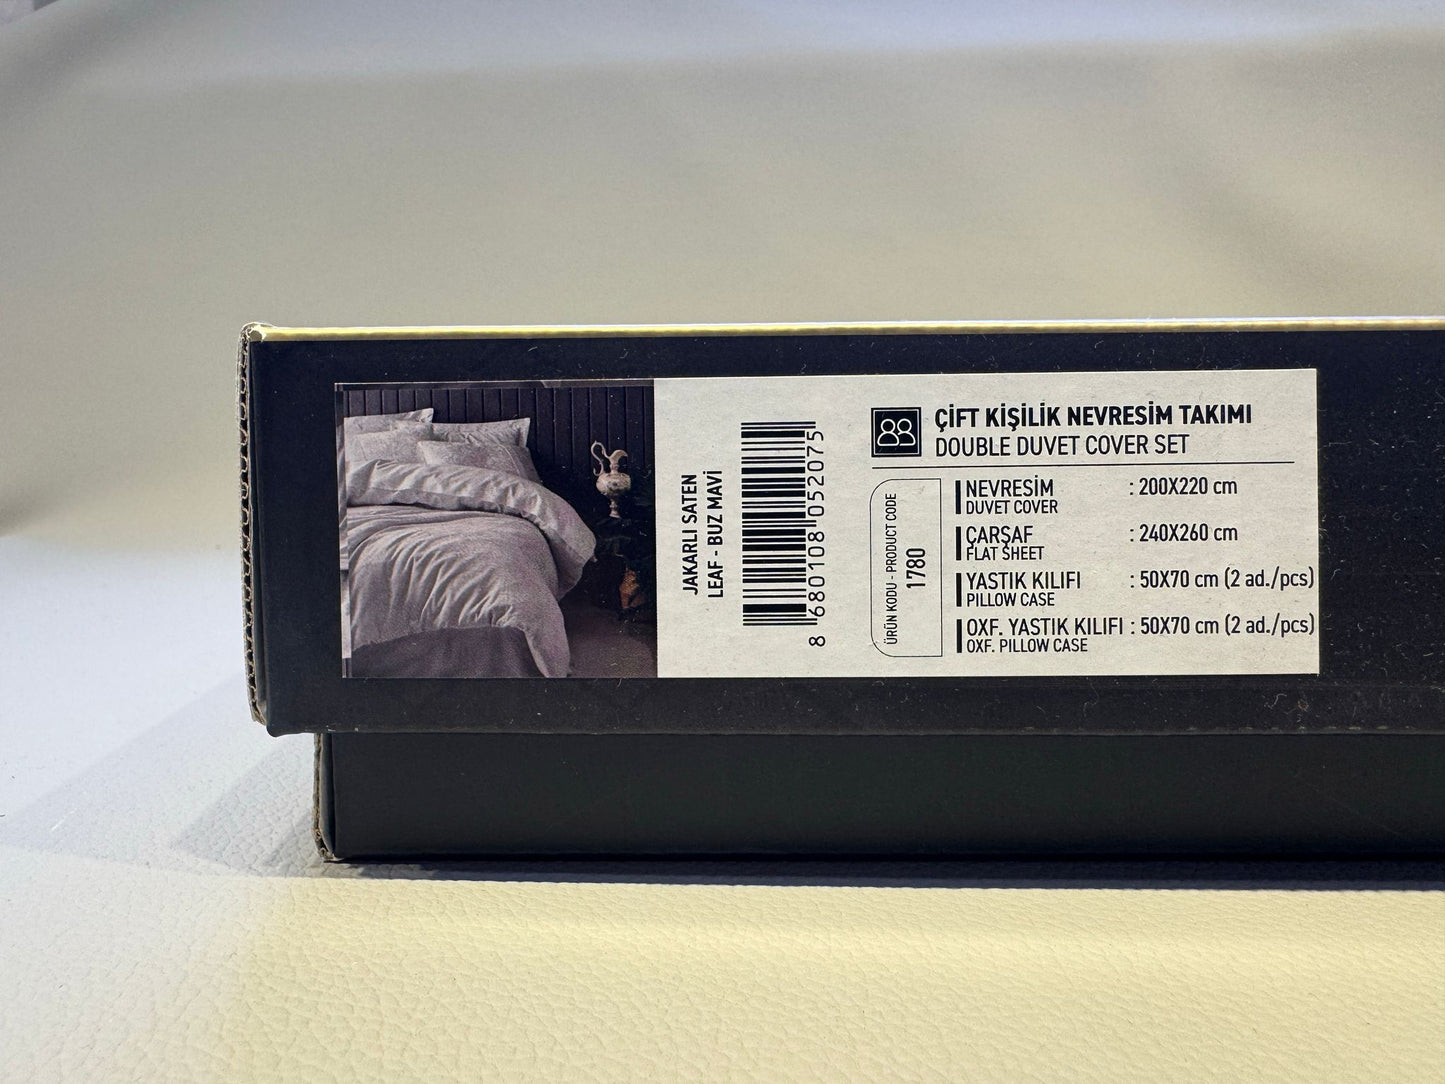 JAKARLI SATEN
LEAF - BUZ MAVİ
8 680108 052075
ÇİFT KİŞİLİK NEVRESİM TAKIMI
DOUBLE DUVET COVER SET
ÜRÜN KODU - PRODUCT CODE
1780
NEVRESİM : 200X220 cm
DUVET COVER
ÇARŞAF : 240X260 cm
FLAT SHEET
YASTIK KILIFI : 50X70 cm (2 ad./pcs)
PILLOW CASE
OXF. YASTIK KILIFI : 50X70 cm (2 ad./pcs)
OXF. PILLOW CASE